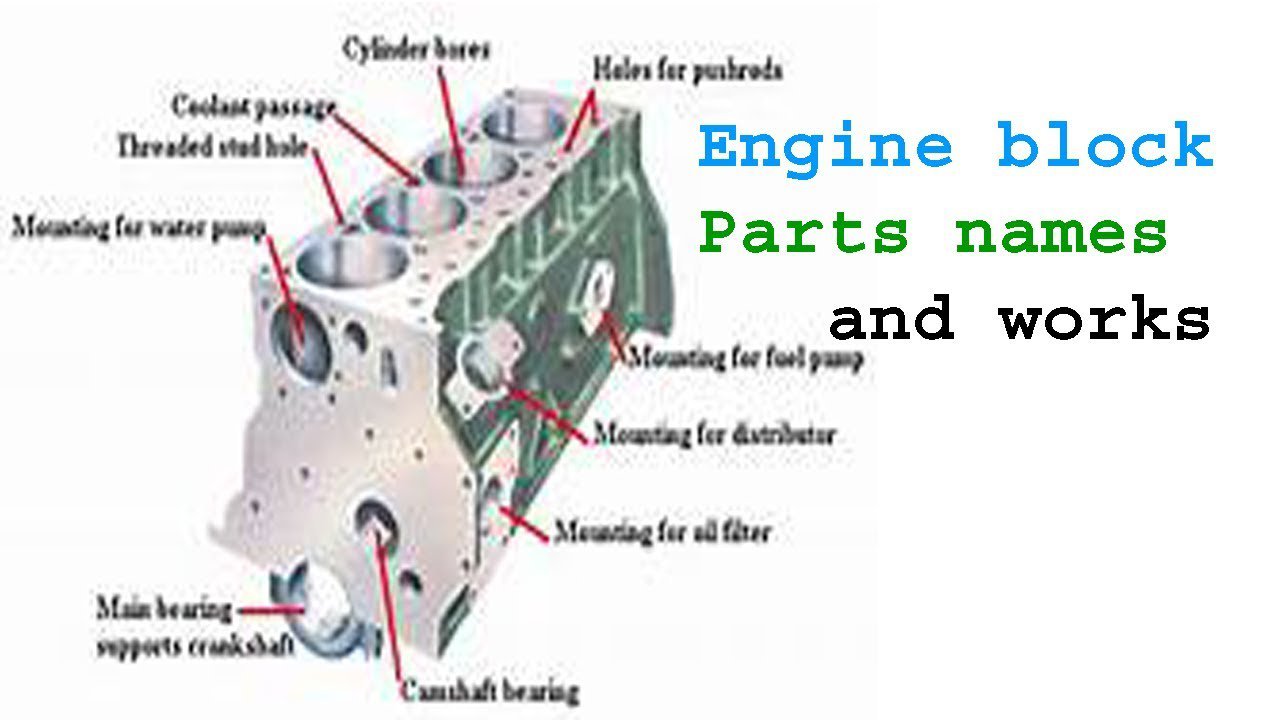 Cylinder bores
Holes for pushrods
Coolant passage
Threaded stud hole
Engine block
Parts names
and works
Mounting for water pump
Mounting for fuel pump
Mounting for distributor
Mounting for oil filter
Main bearing
supports crankshaft
Camshaft bearing